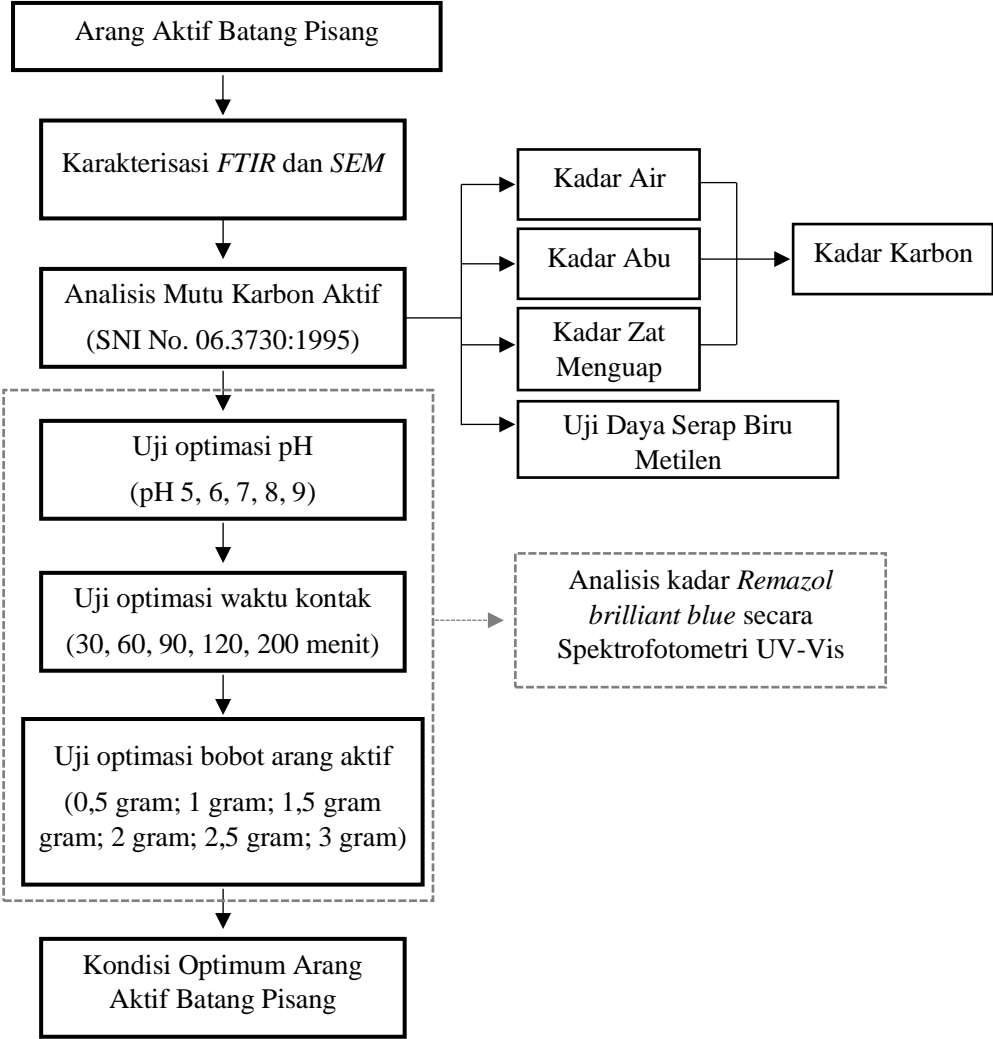 Arang Aktif Batang Pisang
Karakterisasi FTIR dan SEM
Analisis Mutu Karbon Aktif
(SNI No. 06.3730:1995)
Kadar Air
Kadar Abu
Kadar Zat
Menguap
Uji Daya Serap Biru
Metilen
Kadar Karbon
Uji optimasi pH
(pH 5, 6, 7, 8, 9)
Uji optimasi waktu kontak
(30, 60, 90, 120, 200 menit)
Uji optimasi bobot arang aktif
(0,5 gram; 1 gram; 1,5 gram
gram; 2 gram; 2,5 gram; 3 gram)
Analisis kadar Remazol
brilliant blue secara
Spektrofotometri UV-Vis
Kondisi Optimum Arang
Aktif Batang Pisang